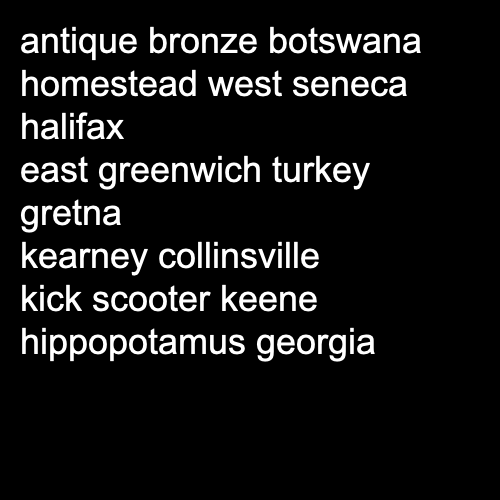 antique bronze botswana
homestead west seneca
halifax
east greenwich turkey
gretna
kearney collinsville
kick scooter keene
hippopotamus georgia